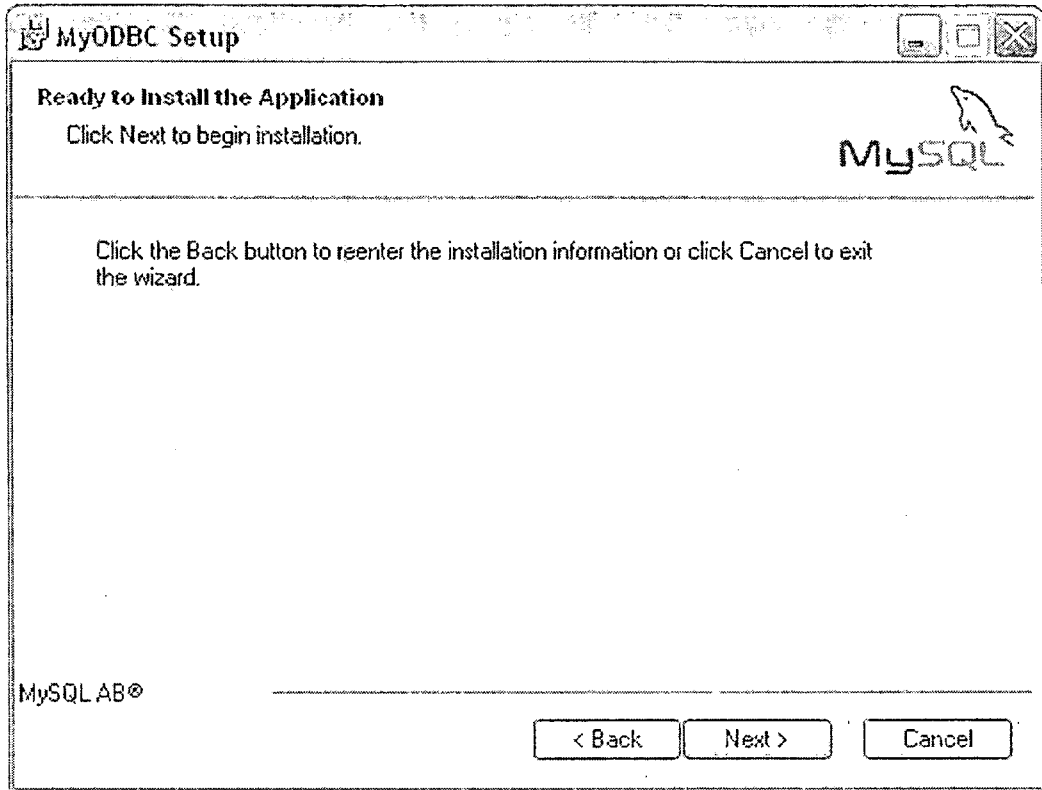 MyODBC Setup
Ready to Install the Application
Click Next to begin installation.
MySQL
Click the Back button to reenter the installation information or click Cancel to exit
the wizard.
MySQL AB®
< Back Next > Cancel